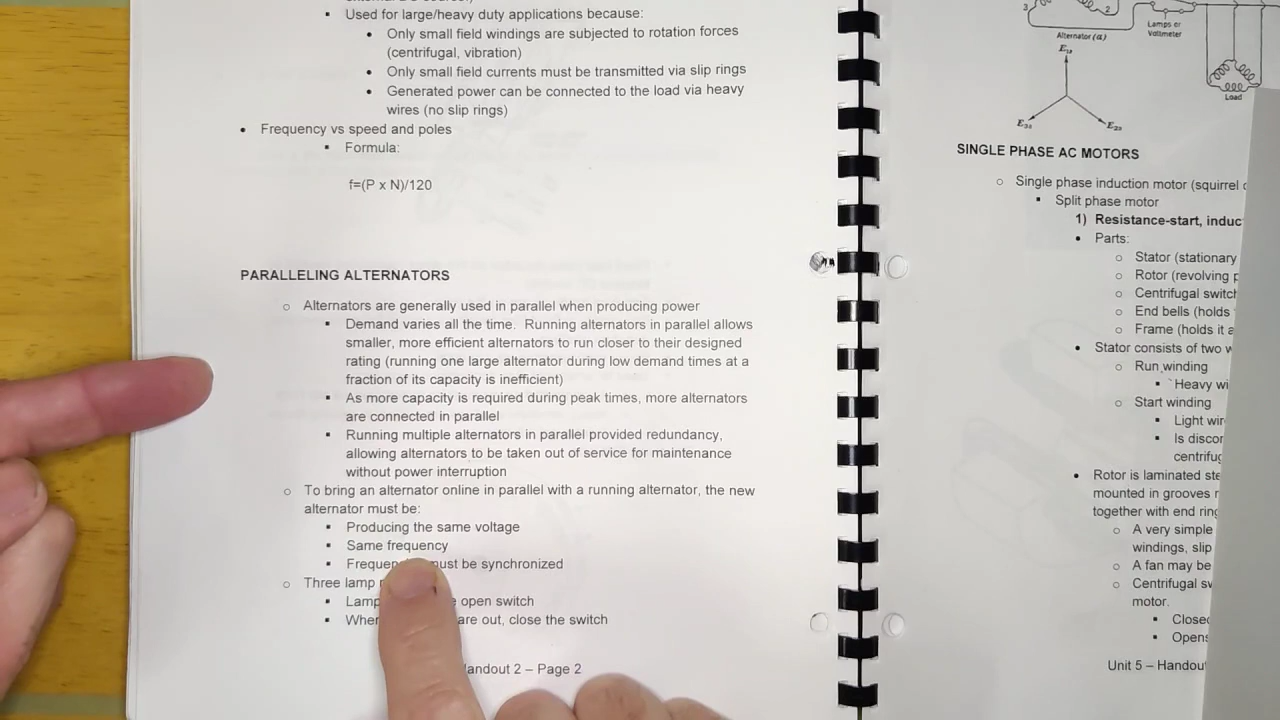 Used for large/heavy duty applications because:
Only small field windings are subjected to rotation forces
(centrifugal, vibration)
Only small field currents must be transmitted via slip rings
Generated power can be connected to the load via heavy
wires (no slip rings)
Frequency vs speed and poles
Formula:
f=(P x N)/120
PARALLELING ALTERNATORS
Alternators are generally used in parallel when producing power
Demand varies all the time. Running alternators in parallel allows
smaller, more efficient alternators to run closer to their designed
rating (running one large alternator during low demand times at a
fraction of its capacity is inefficient)
As more capacity is required during peak times, more alternators
are connected in parallel
Running multiple alternators in parallel provided redundancy,
allowing alternators to be taken out of service for maintenance
without power interruption
To bring an alternator online in parallel with a running alternator, the new
alternator must be:
Producing the same voltage
Same frequency
must be synchronized
Three lamp
open switch
are out, close the switch
Handout 2 – Page 2
3
2
Lamps or
Voltmeter
Alternator (a)
Load
SINGLE PHASE AC MOTORS
Single phase induction motor (squirrel
Split phase motor
1) Resistance-start,
Parts:
Stator (stationary
Rotor (revolving
Centrifugal
End bells (holds
Frame (holds it
Stator consists of two
Run winding
Heavy
Start winding
Light
Is
Rotor is laminated
mounted in grooves
together with end
A very simple
windings, slip
A fan may be
Centrifugal
motor.
Unit 5 –